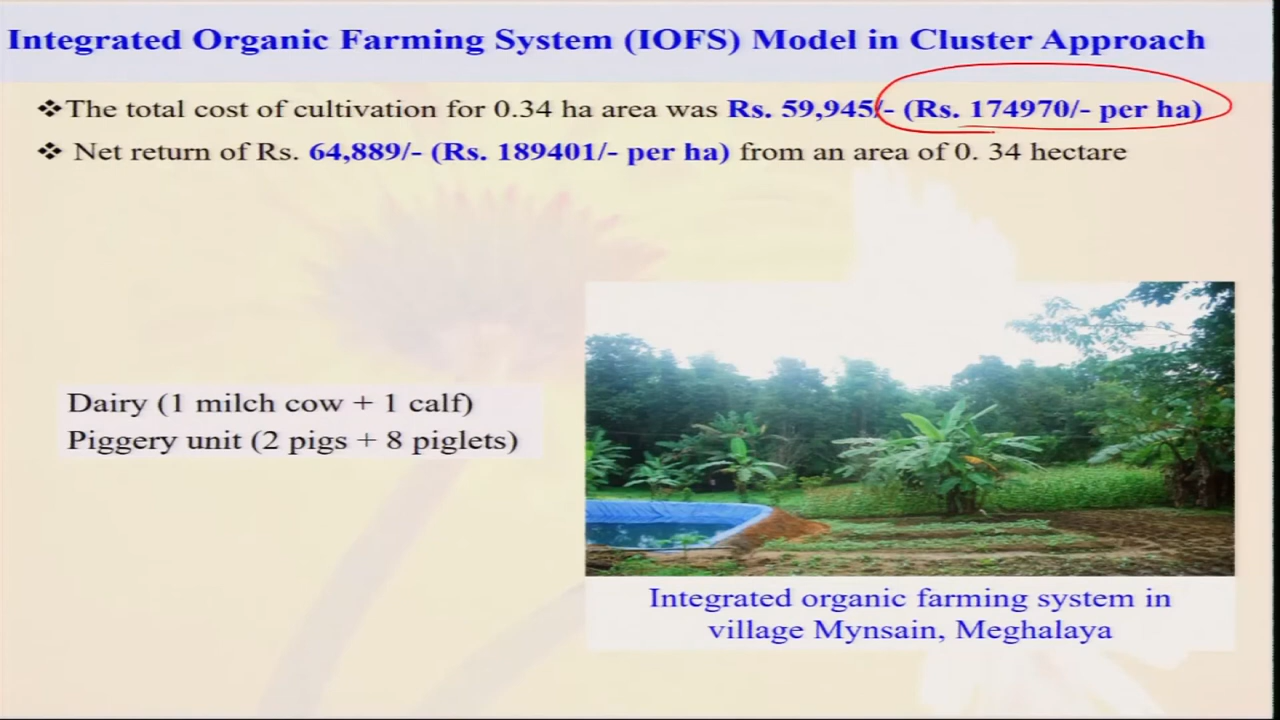 Integrated Organic Farming System (IOFS) Model in Cluster Approach
❖The total cost of cultivation for 0.34 ha area was Rs. 59,945/- (Rs. 174970/- per ha)
❖ Net return of Rs. 64,889/- (Rs. 189401/- per ha) from an area of 0. 34 hectare
Dairy (1 milch cow + 1 calf)
Piggery unit (2 pigs + 8 piglets)
Integrated organic farming system in
village Mynsain, Meghalaya